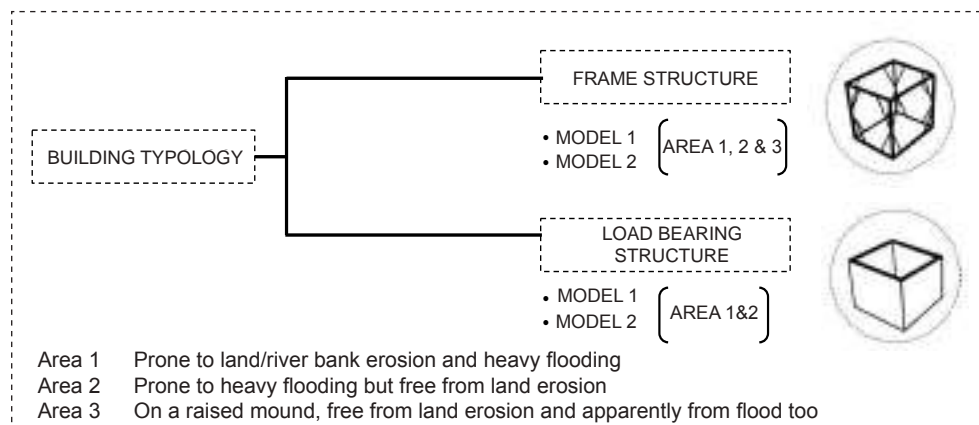 FRAME STRUCTURE
• MODEL 1
• MODEL 2
AREA 1, 2 & 3
BUILDING TYPOLOGY
LOAD BEARING
STRUCTURE
• MODEL 1
• MODEL 2
AREA 1&2
Area 1 Prone to land/river bank erosion and heavy flooding
Area 2 Prone to heavy flooding but free from land erosion
Area 3 On a raised mound, free from land erosion and apparently from flood too